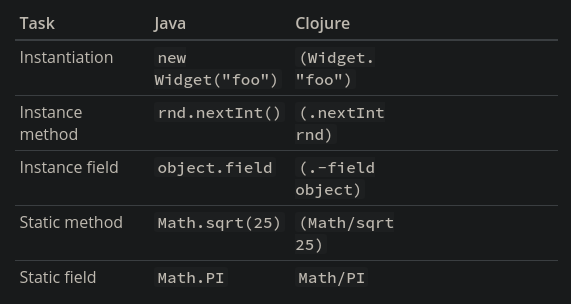 Task Java Clojure
Instantiation new Widget("foo") (Widget. "foo")
Instance method rnd.nextInt() (.nextInt rnd)
Instance field object.field (.-field object)
Static method Math.sqrt(25) (Math/sqrt 25)
Static field Math.PI Math/PI